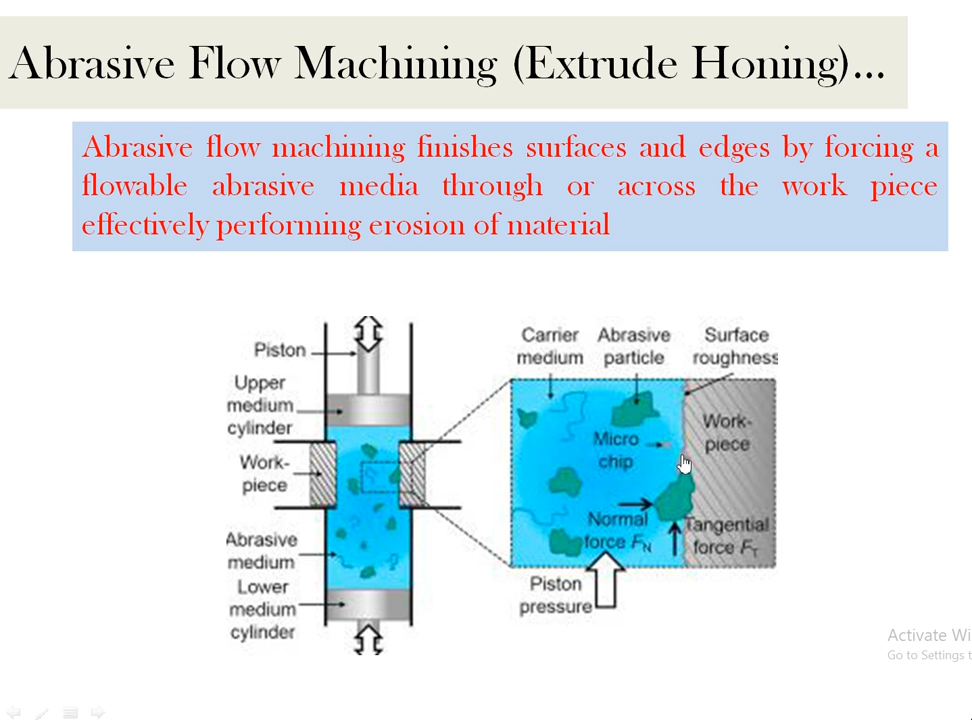 Abrasive Flow Machining (Extrude Honing)...
Abrasive flow machining finishes surfaces and edges by forcing a
flowable abrasive media through or across the work piece
effectively performing erosion of material
Piston
Upper
medium
cylinder
Work-
piece
Abrasive
medium
Lower
medium
cylinder
Carrier
medium
Abrasive
particle
Surface
roughness
Work-
piece
Micro
chip
Normal
force FN
Tangential
force FT
Piston
pressure
Activate Wi
Go to Settings t